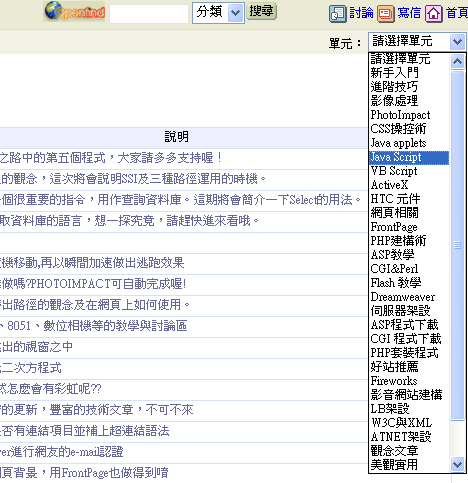 Openfind
分類
搜尋
討論 寫信 首頁
單元： 請選擇單元
請選擇單元
新手入門
進階技巧
影像處理
PhotoImpact
CSS操控術
Java applets
Java Script
VB Script
ActiveX
HTC 元件
網頁相關
FrontPage
PHP建構術
ASP教學
CGI&Perl
Flash 教學
Dreamweaver
伺服器架設
ASP程式下載
CGI 程式下載
PHP套裝程式
好站推薦
Fireworks
影音網站建構
LB架設
W3C與XML
ATNET架設
觀念文章
美觀實用
說明
之路中的第五個程式，大家請多多支持喔！
的觀念，這次將會說明SSI及三種路徑運用的時機。
個很重要的指令，用作查詢資料庫。這期將會簡介一下Select的用法。
取資料庫的語言，想一探究竟，請趕快進來看哦。
機移動,再以瞬間加速做出逃跑效果
做嗎?PHOTOIMPACT可自動完成喔!
出路徑的觀念及在網頁上如何使用。
、8051、數位相機等的教學與討論區
出的視窗之中
二次方程式
然怎麼會有彩虹呢??
的更新，豐富的技術文章，不可不來
否有連結項目並補上超連結語法
ver進行網友的e-mail認證
頁背景，用FrontPage也做得到唷